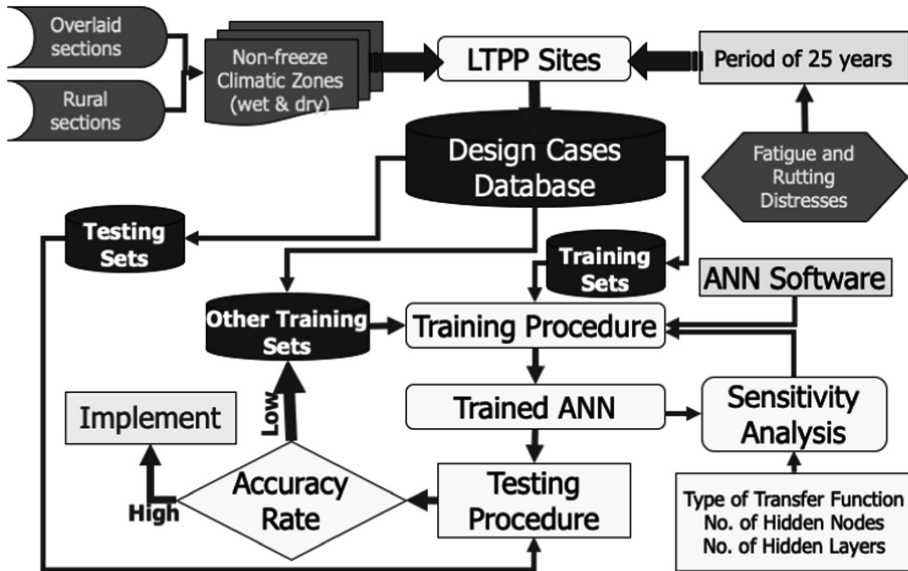 Overlaid
sections
Rural
sections
Non-freeze
Climatic Zones
(wet & dry)
LTPP Sites
Period of 25 years
Fatigue and
Rutting
Distresses
Design Cases
Database
Testing
Sets
Training
Sets
ANN Software
Other Training
Sets
Training Procedure
Trained ANN
Sensitivity
Analysis
Implement
Low
High
Accuracy
Rate
Testing
Procedure
Type of Transfer Function
No. of Hidden Nodes
No. of Hidden Layers